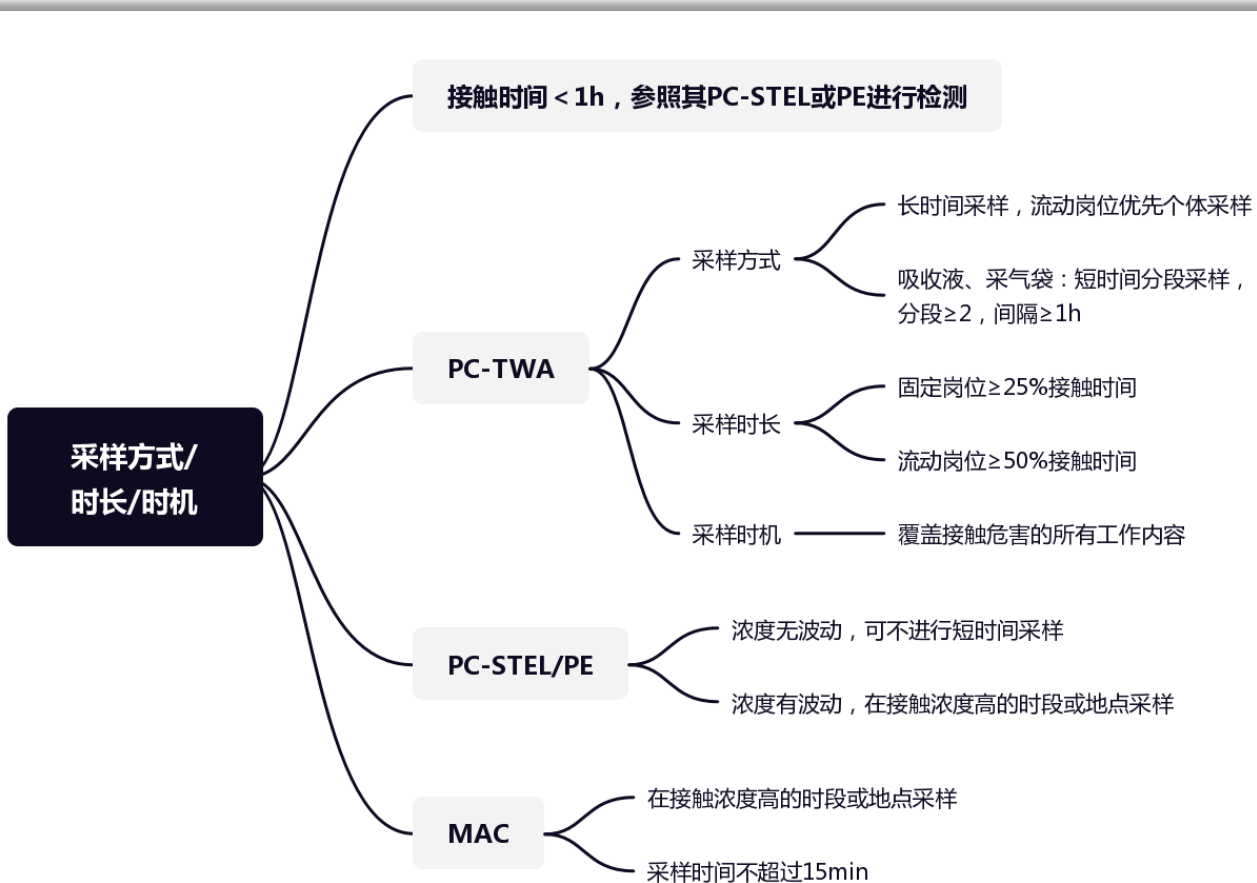 采样方式/
时长/时机
接触时间<1h，参照其PC-STEL或PE进行检测
PC-TWA
采样方式
长时间采样，流动岗位优先个体采样
吸收液、采气袋：短时间分段采样，
分段≥2，间隔≥1h
采样时长
固定岗位≥25%接触时间
流动岗位≥50%接触时间
采样时机
覆盖接触危害的所有工作内容
PC-STEL/PE
浓度无波动，可不进行短时间采样
浓度有波动，在接触浓度高的时段或地点采样
MAC
在接触浓度高的时段或地点采样
采样时间不超过15min